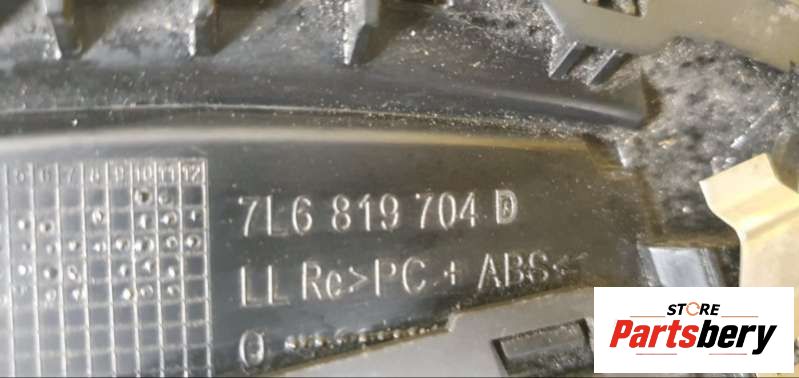 5 6 7 8 9 10 11 12
7L6 819 704 D
LL Re>PC + ABS<
STORE
Partsbery